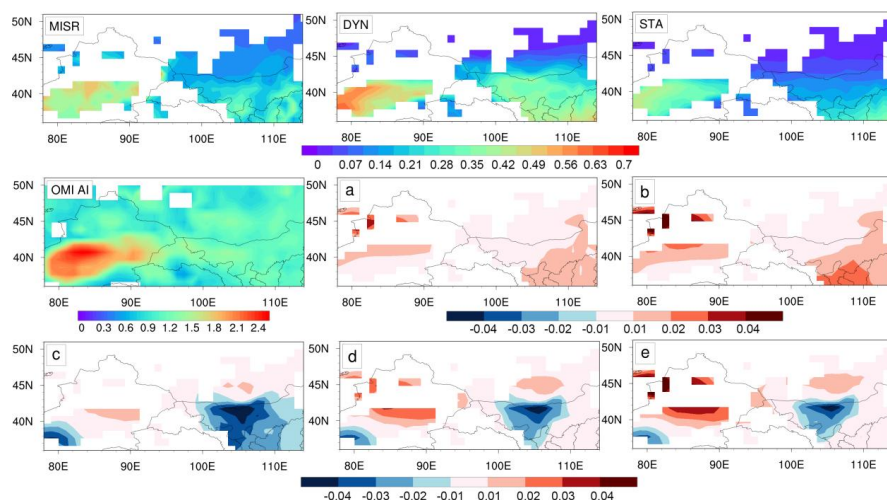 MISR DYN STA
50N 50N 50N
45N 45N 45N
40N 40N 40N
80E 90E 100E 110E 80E 90E 100E 110E 80E 90E 100E 110E
0 0.07 0.14 0.21 0.28 0.35 0.42 0.49 0.56 0.63 0.7
OMI AI a b
50N 50N 50N
45N 45N 45N
40N 40N 40N
80E 90E 100E 110E 80E 90E 100E 110E 80E 90E 100E 110E
0 0.3 0.6 0.9 1.2 1.5 1.8 2.1 2.4
-0.04 -0.03 -0.02 -0.01 0.01 0.02 0.03 0.04
c d e
50N 50N 50N
45N 45N 45N
40N 40N 40N
80E 90E 100E 110E 80E 90E 100E 110E 80E 90E 100E 110E
-0.04 -0.03 -0.02 -0.01 0.01 0.02 0.03 0.04